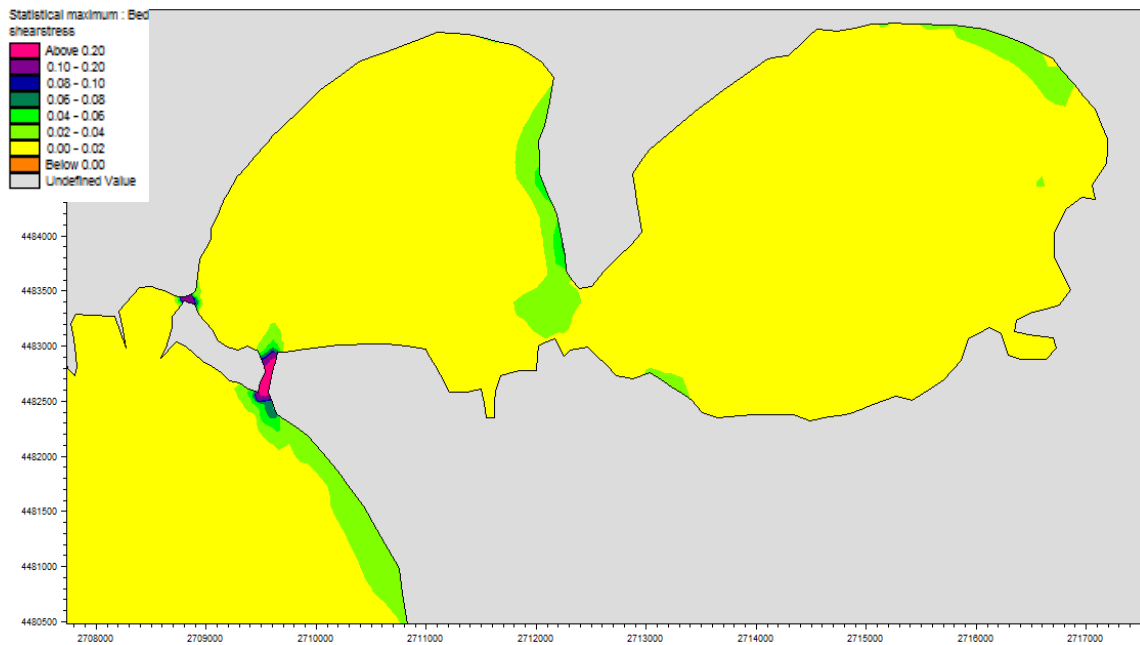 Statistical maximum : Bed
shearstress
Above 0.20
0.10 - 0.20
0.08 - 0.10
0.06 - 0.08
0.04 - 0.06
0.02 - 0.04
0.00 - 0.02
Below 0.00
Undefined Value
4484000
4483500
4483000
4482500
4482000
4481500
4481000
4480500
2708000 2709000 2710000 2711000 2712000 2713000 2714000 2715000 2716000 2717000